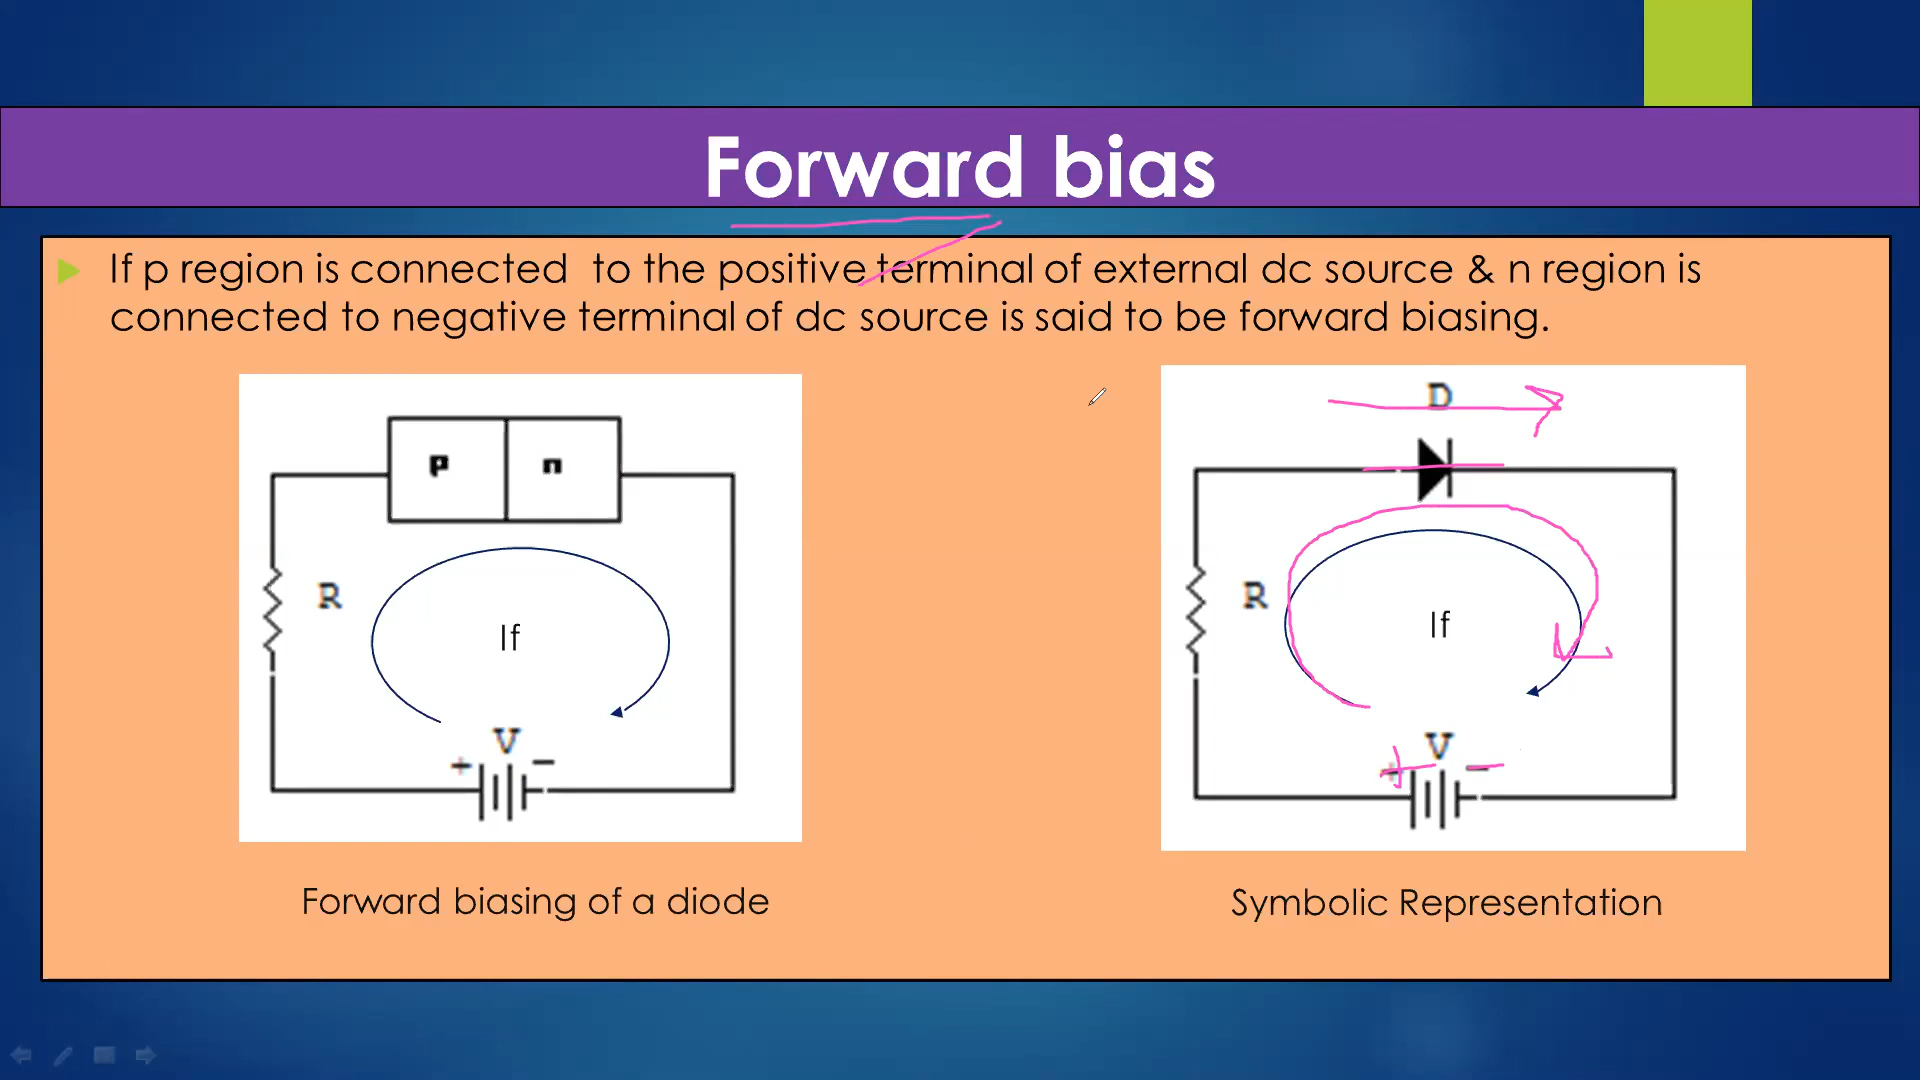 Forward bias
If p region is connected to the positive terminal of external dc source & n region is
connected to negative terminal of dc source is said to be forward biasing.
p n
R
If
V
+ −
Forward biasing of a diode
D
R
If
V
+ −
Symbolic Representation